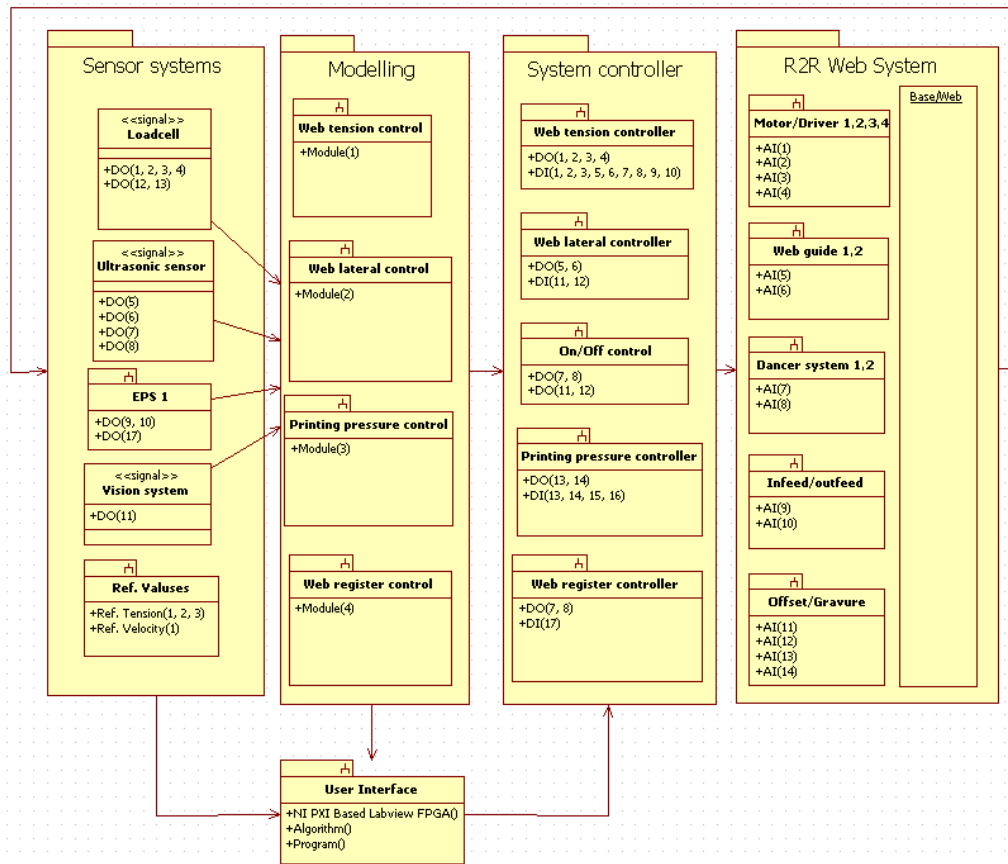 Sensor systems
<<signal>>
Loadcell
+DO(1, 2, 3, 4)
+DO(12, 13)
<<signal>>
Ultrasonic sensor
+DO(5)
+DO(6)
+DO(7)
+DO(8)
EPS 1
+DO(9, 10)
+DO(17)
<<signal>>
Vision system
+DO(11)
Ref. Valuses
+Ref. Tension(1, 2, 3)
+Ref. Velocity(1)
Modelling
Web tension control
+Module(1)
Web lateral control
+Module(2)
Printing pressure control
+Module(3)
Web register control
+Module(4)
System controller
Web tension controller
+DO(1, 2, 3, 4)
+DI(1, 2, 3, 5, 6, 7, 8, 9, 10)
Web lateral controller
+DO(5, 6)
+DI(11, 12)
On/Off control
+DO(7, 8)
+DO(11, 12)
Printing pressure controller
+DO(13, 14)
+DI(13, 14, 15, 16)
Web register controller
+DO(7, 8)
+DI(17)
R2R Web System
Motor/Driver 1,2,3,4
+AI(1)
+AI(2)
+AI(3)
+AI(4)
Web guide 1,2
+AI(5)
+AI(6)
Dancer system 1,2
+AI(7)
+AI(8)
Infeed/outfeed
+AI(9)
+AI(10)
Offset/Gravure
+AI(11)
+AI(12)
+AI(13)
+AI(14)
Base/Web
User Interface
+NI PXI Based Labview FPGA()
+Algorithm()
+Program()